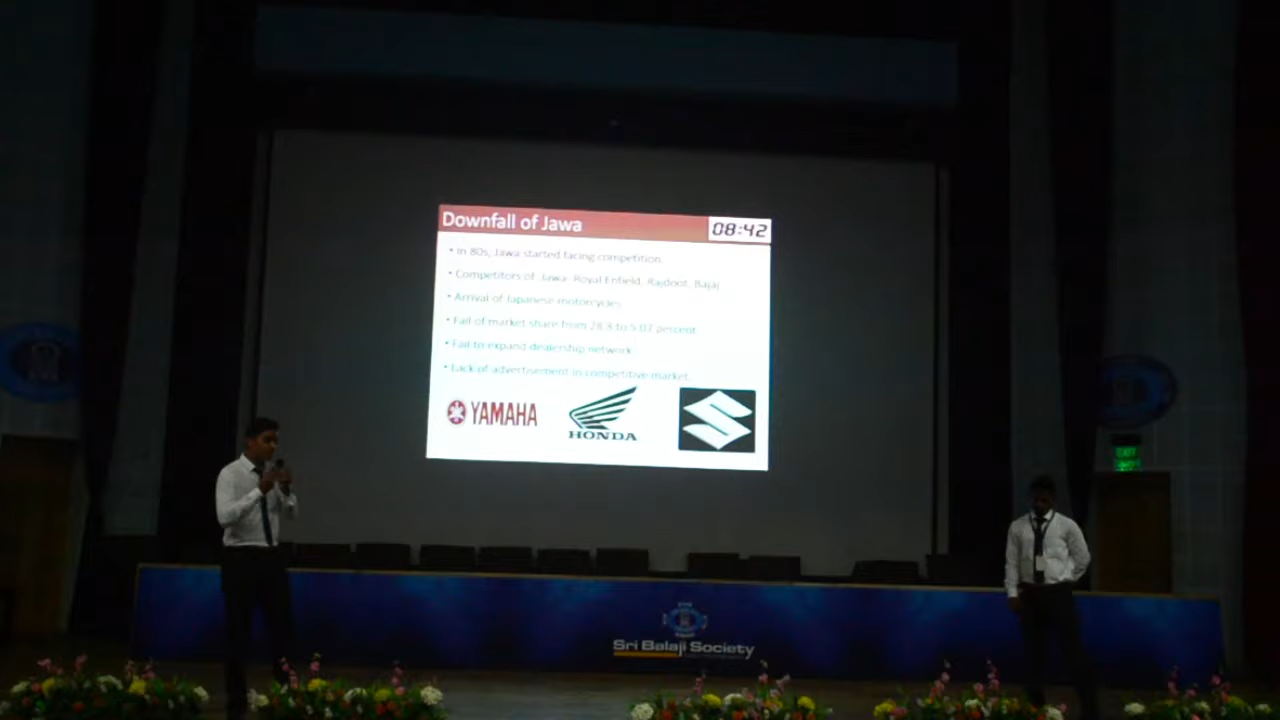 Downfall of Jawa
08:42
• In 80s, Jawa started facing competition.
• Competitors of Jawa- Royal Enfield, Rajdoot, Bajaj
• Arrival of Japanese motorcycles
• Fall of market share from 28.3 to 5.07 percent
• Fail to expand dealership network
• Lack of advertisement in competitive market.
YAMAHA
HONDA
EXIT
Sri Balaji Society